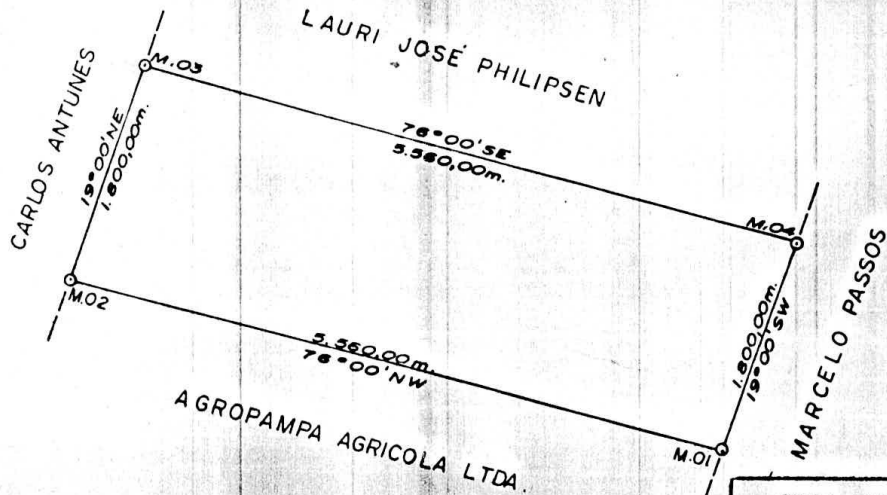 LAURI JOSÉ PHILIPSEN
CARLOS ANTUNES
M.03
19°00'NE
1.800,00m.
76°00'SE
5.560,00m.
M.04
M.02
5.560,00m.
76°00'NW
1.800,00m.
19°00'SW
MARCELO PASSOS
M.01
AGROPAMPA AGRICOLA LTDA.